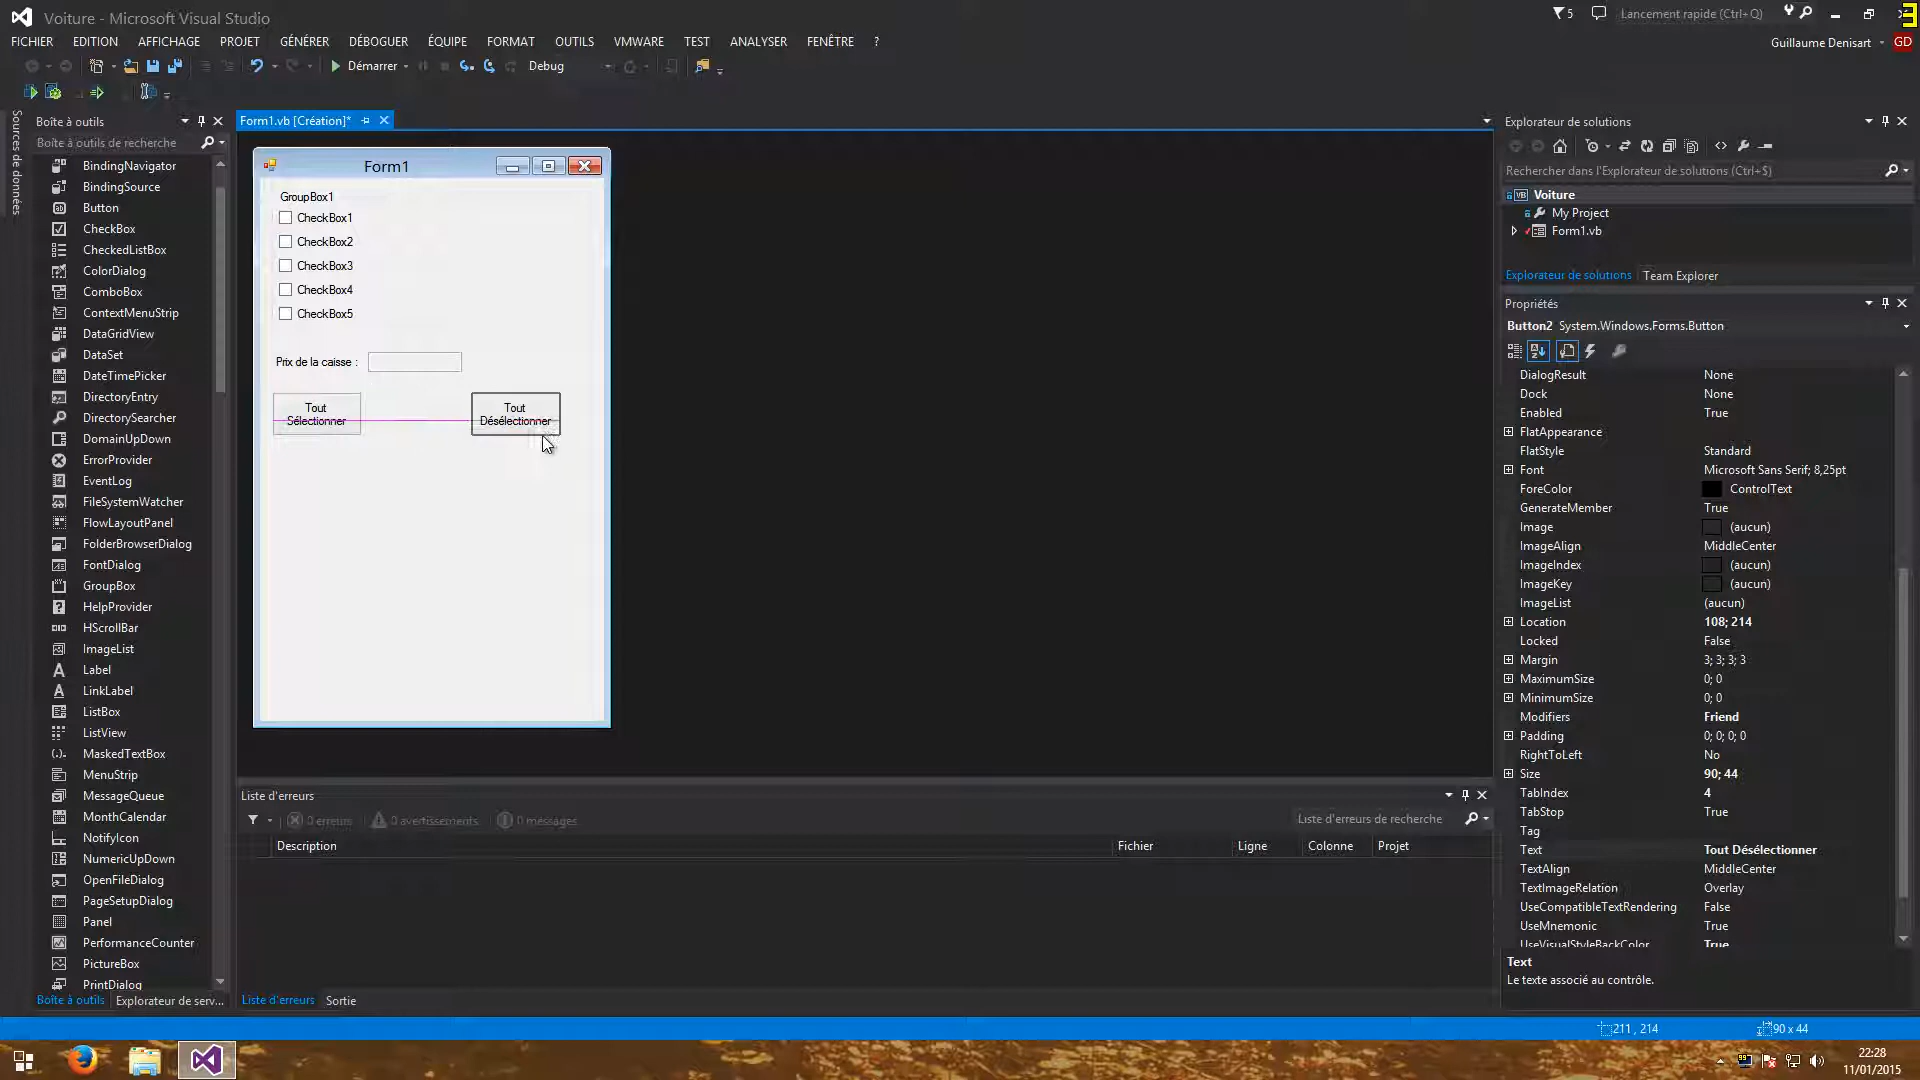 Voiture - Microsoft Visual Studio
5
Lancement rapide (Ctrl+Q)
3
FICHIER EDITION AFFICHAGE PROJET GÉNÉRER DÉBOGUER ÉQUIPE FORMAT OUTILS VMWARE TEST ANALYSER FENÊTRE ?
Guillaume Denisart GD
Démarrer Debug
Sources de données
Boîte à outils
Boîte à outils de recherche
BindingNavigator
BindingSource
Button
CheckBox
CheckedListBox
ColorDialog
ComboBox
ContextMenuStrip
DataGridView
DataSet
DateTimePicker
DirectoryEntry
DirectorySearcher
DomainUpDown
ErrorProvider
EventLog
FileSystemWatcher
FlowLayoutPanel
FolderBrowserDialog
FontDialog
GroupBox
HelpProvider
HScrollBar
ImageList
Label
LinkLabel
ListBox
ListView
MaskedTextBox
MenuStrip
MessageQueue
MonthCalendar
NotifyIcon
NumericUpDown
OpenFileDialog
PageSetupDialog
Panel
PerformanceCounter
PictureBox
PrintDialog
Boîte à outils Explorateur de serv...
Form1.vb [Création]*
Form1
GroupBox1
CheckBox1
CheckBox2
CheckBox3
CheckBox4
CheckBox5
Prix de la caisse :
Tout
Sélectionner
Tout
Désélectionner
Liste d'erreurs
0 erreurs 0 avertissements 0 messages
Liste d'erreurs de recherche
Description Fichier Ligne Colonne Projet
Liste d'erreurs Sortie
Explorateur de solutions
Rechercher dans l'Explorateur de solutions (Ctrl+$)
VB Voiture
My Project
Form1.vb
Explorateur de solutions Team Explorer
Propriétés
Button2 System.Windows.Forms.Button
DialogResult None
Dock None
Enabled True
FlatAppearance
FlatStyle Standard
Font Microsoft Sans Serif; 8,25pt
ForeColor ControlText
GenerateMember True
Image (aucun)
ImageAlign MiddleCenter
ImageIndex (aucun)
ImageKey (aucun)
ImageList (aucun)
Location 108; 214
Locked False
Margin 3; 3; 3; 3
MaximumSize 0; 0
MinimumSize 0; 0
Modifiers Friend
Padding 0; 0; 0; 0
RightToLeft No
Size 90; 44
TabIndex 4
TabStop True
Tag
Text Tout Désélectionner
TextAlign MiddleCenter
TextImageRelation Overlay
UseCompatibleTextRendering False
UseMnemonic True
UseVisualStyleBackColor True
Text
Le texte associé au contrôle.
211 , 214 90 x 44
22:28
11/01/2015